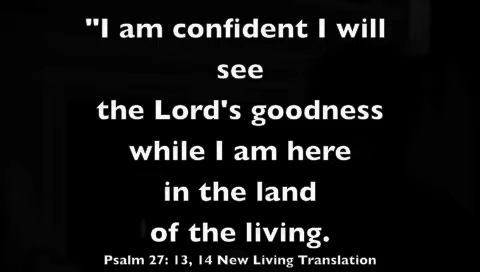 "I am confident I will
see
the Lord's goodness
while I am here
in the land
of the living.
Psalm 27: 13, 14 New Living Translation